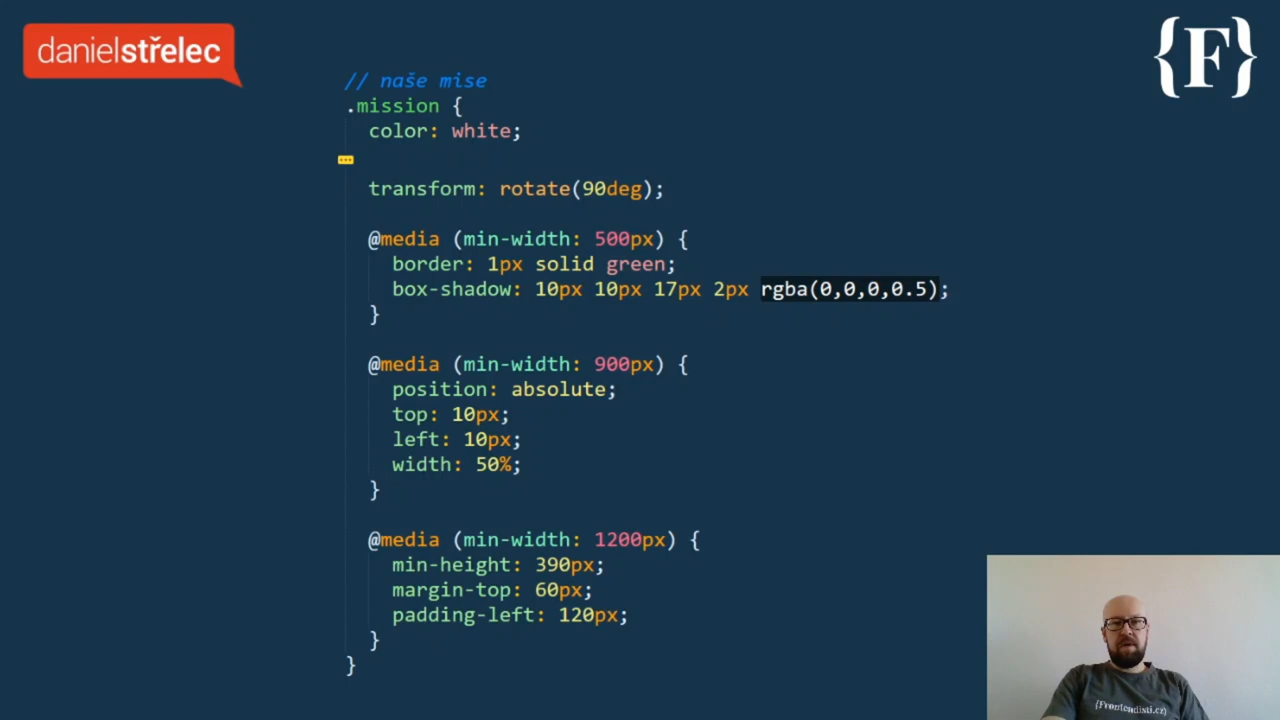 danielstřelec
{F}
// naše mise
.mission {
color: white;
transform: rotate(90deg);
@media (min-width: 500px) {
border: 1px solid green;
box-shadow: 10px 10px 17px 2px rgba(0,0,0,0.5);
}
@media (min-width: 900px) {
position: absolute;
top: 10px;
left: 10px;
width: 50%;
}
@media (min-width: 1200px) {
min-height: 390px;
margin-top: 60px;
padding-left: 120px;
}
}
{Frontendisti.cz}